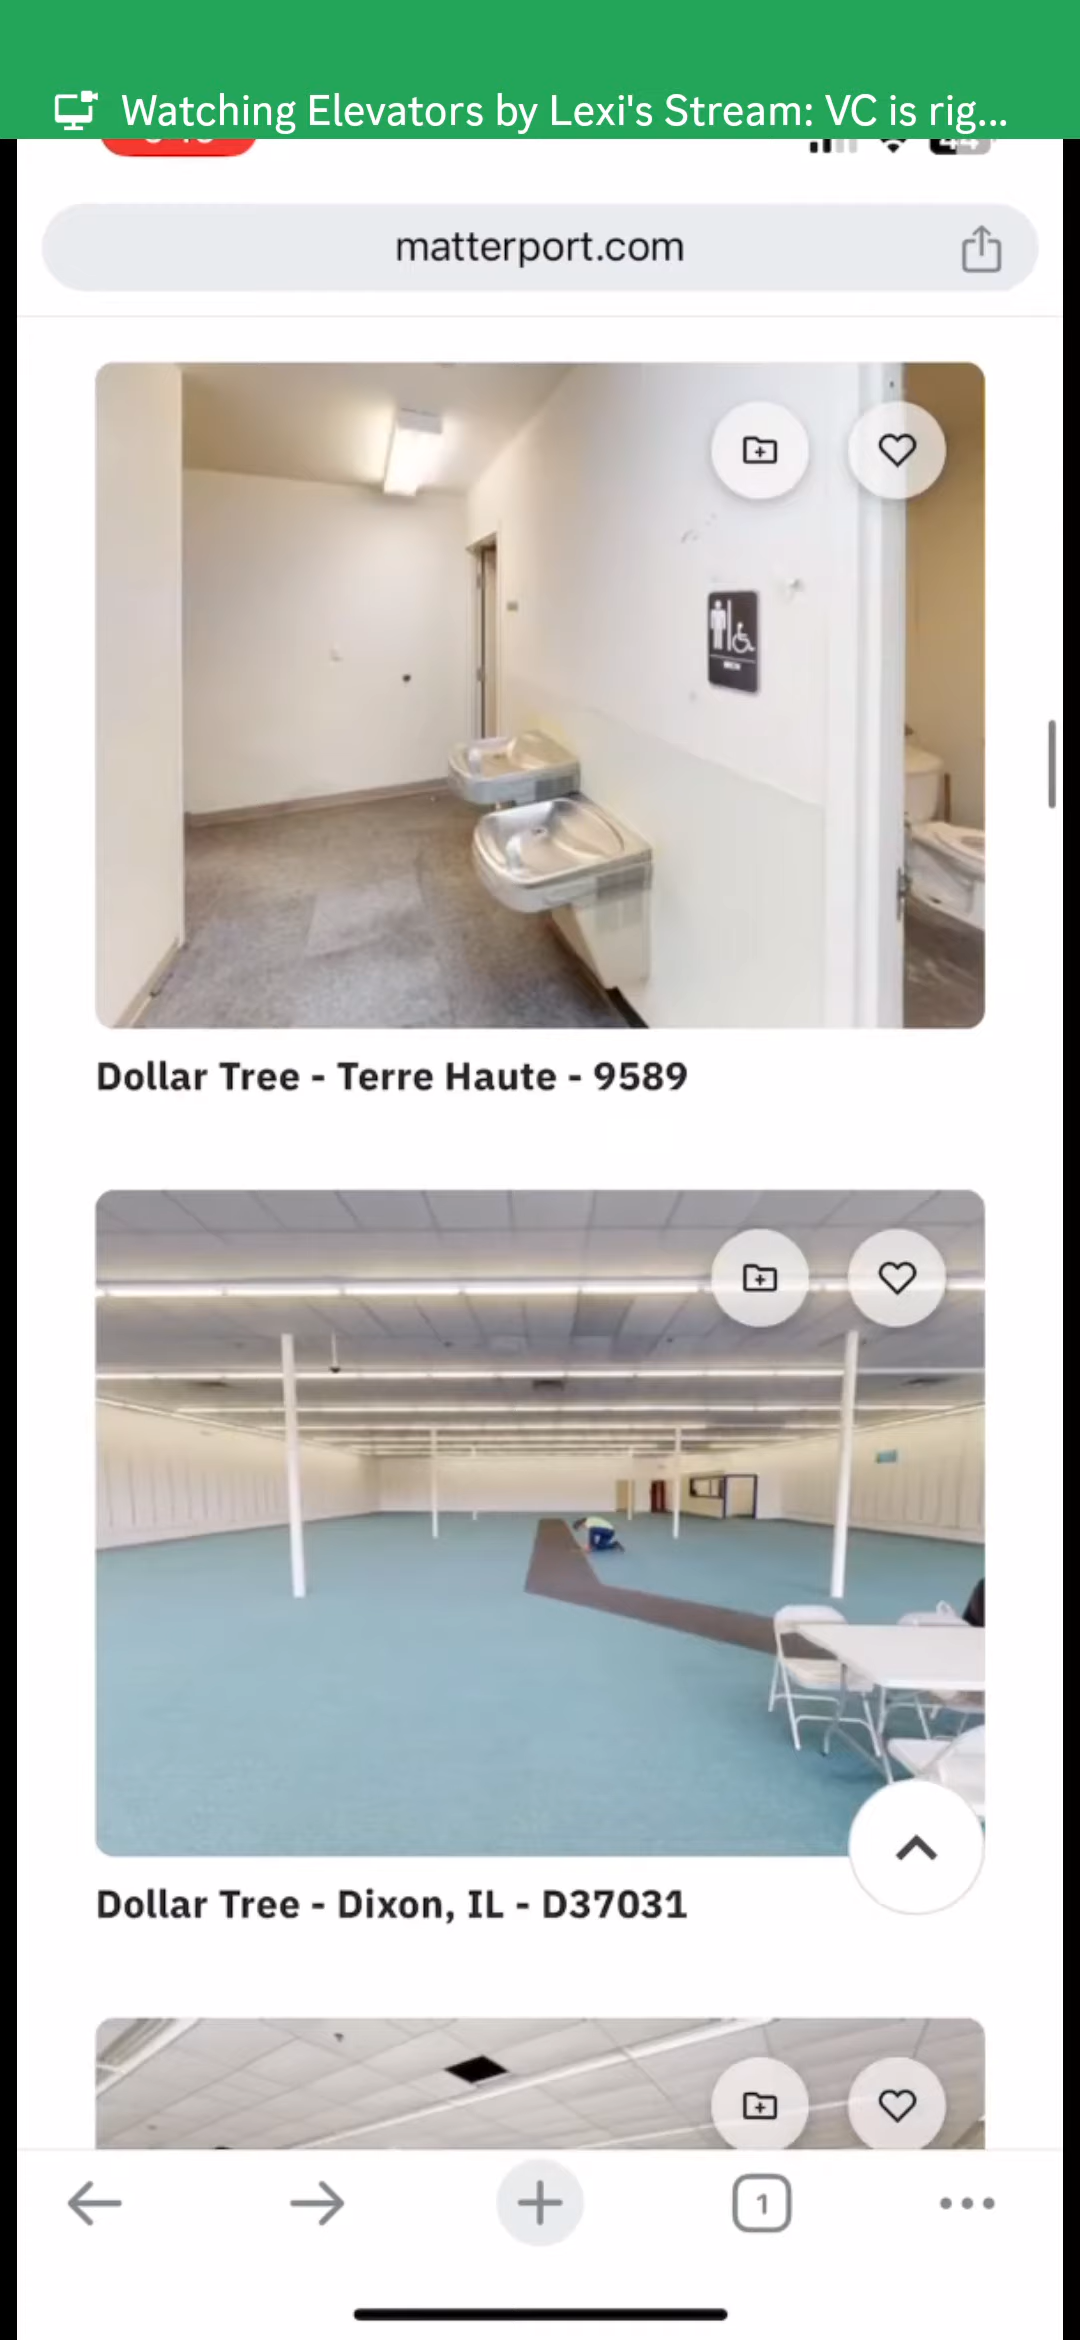 Watching Elevators by Lexi's Stream: VC is rig...
matterport.com
Dollar Tree - Terre Haute - 9589
Dollar Tree - Dixon, IL - D37031
1